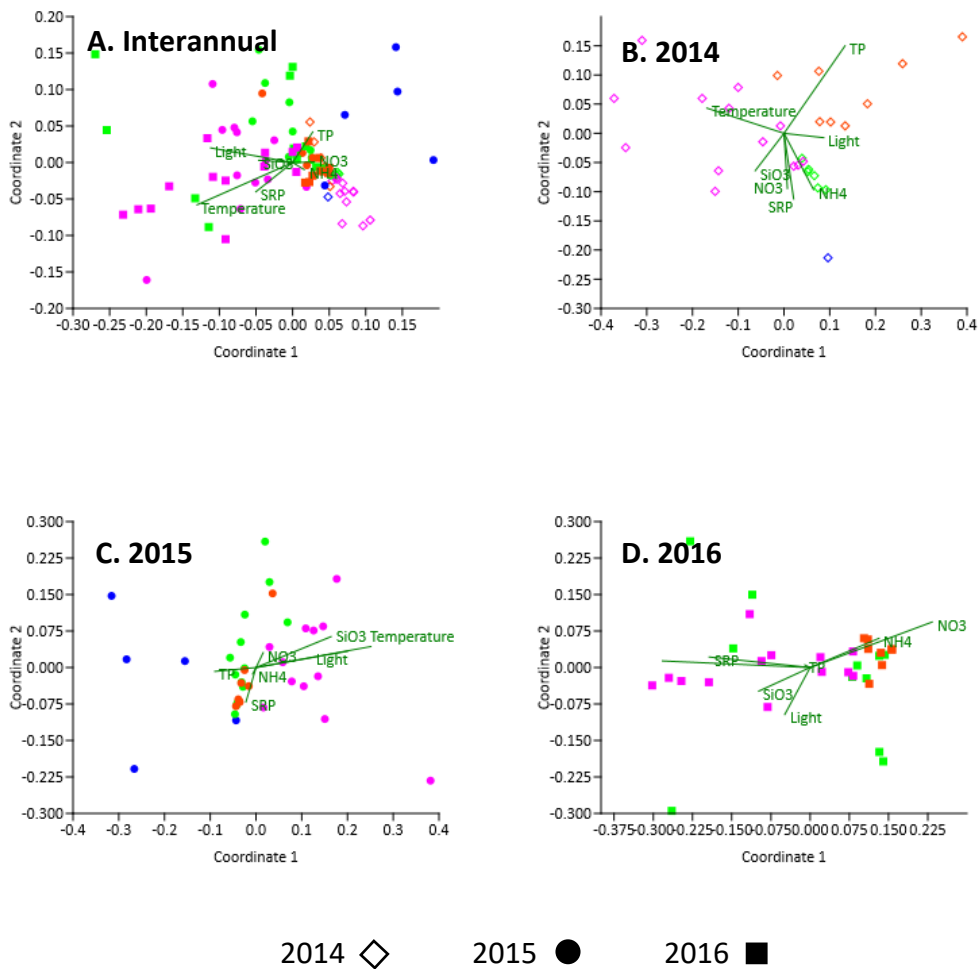 A. Interannual
Coordinate 2
0.20
0.15
0.10
0.05
0.00
-0.05
-0.10
-0.15
-0.20
TP
Light
NO3
SiO3
NH4
SRP
Temperature
-0.30 -0.25 -0.20 -0.15 -0.10 -0.05 0.00 0.05 0.10 0.15
Coordinate 1
B. 2014
Coordinate 2
0.15
0.10
0.05
0.00
-0.05
-0.10
-0.15
-0.20
-0.30
TP
Temperature
Light
SiO3
NO3
NH4
SRP
-0.4 -0.3 -0.2 -0.1 0.0 0.1 0.2 0.3 0.4
Coordinate 1
C. 2015
Coordinate 2
0.300
0.225
0.150
0.075
0.000
-0.075
-0.150
-0.225
-0.300
SiO3 Temperature
NO3
Light
TP
NH4
SRP
-0.4 -0.3 -0.2 -0.1 0.0 0.1 0.2 0.3 0.4
Coordinate 1
D. 2016
Coordinate 2
0.300
0.225
0.150
0.075
0.000
-0.075
-0.150
-0.225
-0.300
NO3
NH4
SRP
TP
SiO3
Light
-0.375 -0.300 -0.225 -0.150 -0.075 0.000 0.075 0.150 0.225
Coordinate 1
2014 2015 2016